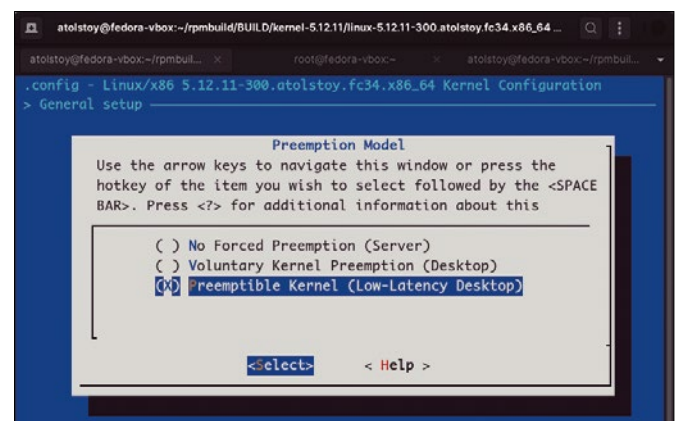 atolstoy@fedora-vbox:~/rpmbuild/BUILD/kernel-5.12.11/linux-5.12.11-300.atolstoy.fc34.x86_64 ...
atolstoy@fedora-vbox:~/rpmbuil... × root@fedora-vbox:~ × atolstoy@fedora-vbox:~/rpmbuil...
.config - Linux/x86 5.12.11-300.atolstoy.fc34.x86_64 Kernel Configuration
> General setup
Preemption Model
Use the arrow keys to navigate this window or press the
hotkey of the item you wish to select followed by the <SPACE
BAR>. Press <?> for additional information about this
( ) No Forced Preemption (Server)
( ) Voluntary Kernel Preemption (Desktop)
(X) Preemptible Kernel (Low-Latency Desktop)
<Select> < Help >